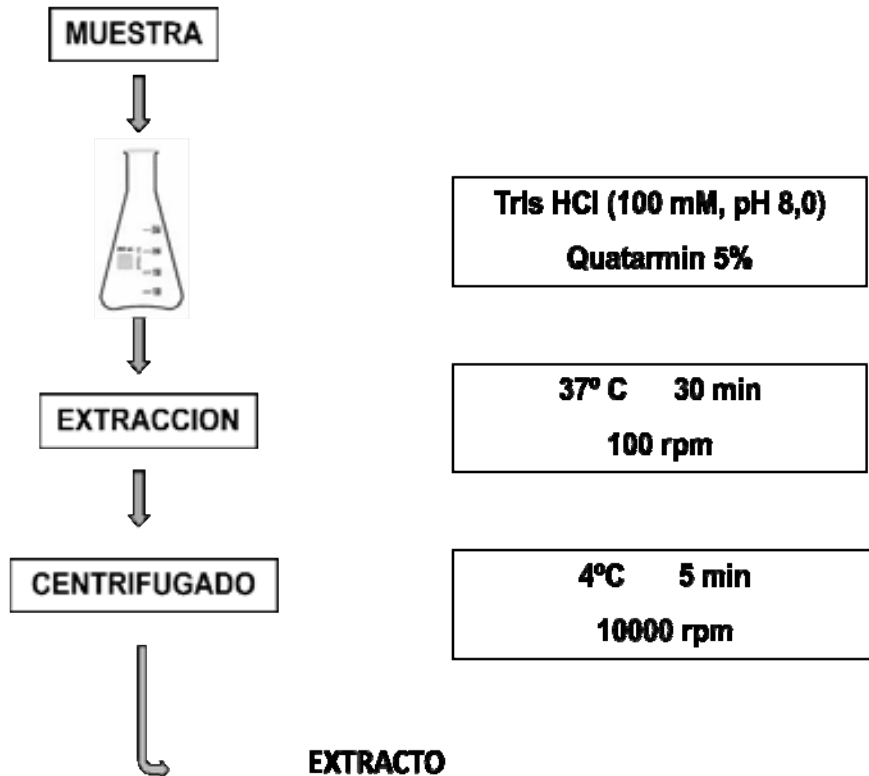 MUESTRA
Tris HCl (100 mM, pH 8,0)
Quatarmin 5%
EXTRACCION
37º C 30 min
100 rpm
CENTRIFUGADO
4ºC 5 min
10000 rpm
EXTRACTO